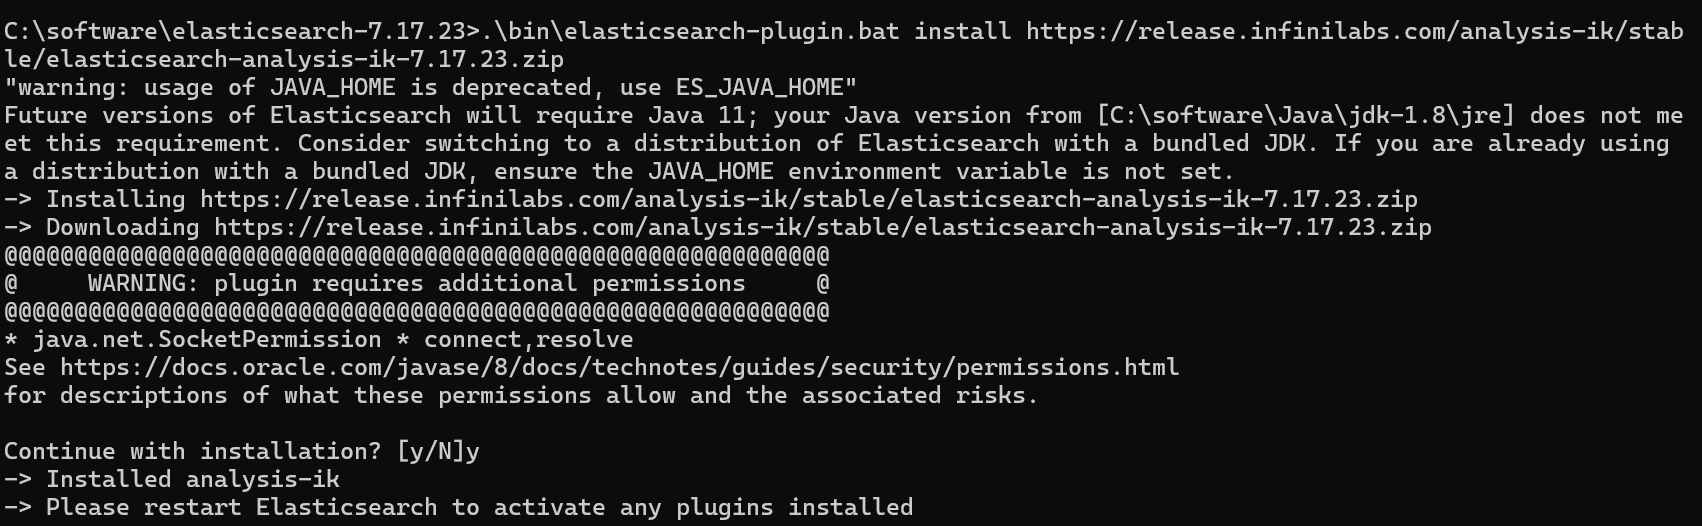 C:\software\elasticsearch-7.17.23>.\bin\elasticsearch-plugin.bat install https://release.infinilabs.com/analysis-ik/stab
le/elasticsearch-analysis-ik-7.17.23.zip
"warning: usage of JAVA_HOME is deprecated, use ES_JAVA_HOME"
Future versions of Elasticsearch will require Java 11; your Java version from [C:\software\Java\jdk-1.8\jre] does not me
et this requirement. Consider switching to a distribution of Elasticsearch with a bundled JDK. If you are already using
a distribution with a bundled JDK, ensure the JAVA_HOME environment variable is not set.
-> Installing https://release.infinilabs.com/analysis-ik/stable/elasticsearch-analysis-ik-7.17.23.zip
-> Downloading https://release.infinilabs.com/analysis-ik/stable/elasticsearch-analysis-ik-7.17.23.zip
@@@@@@@@@@@@@@@@@@@@@@@@@@@@@@@@@@@@@@@@@@@@@@@@@@@@@@@@@@@
@     WARNING: plugin requires additional permissions     @
@@@@@@@@@@@@@@@@@@@@@@@@@@@@@@@@@@@@@@@@@@@@@@@@@@@@@@@@@@@
* java.net.SocketPermission * connect,resolve
See https://docs.oracle.com/javase/8/docs/technotes/guides/security/permissions.html
for descriptions of what these permissions allow and the associated risks.

Continue with installation? [y/N]y
-> Installed analysis-ik
-> Please restart Elasticsearch to activate any plugins installed